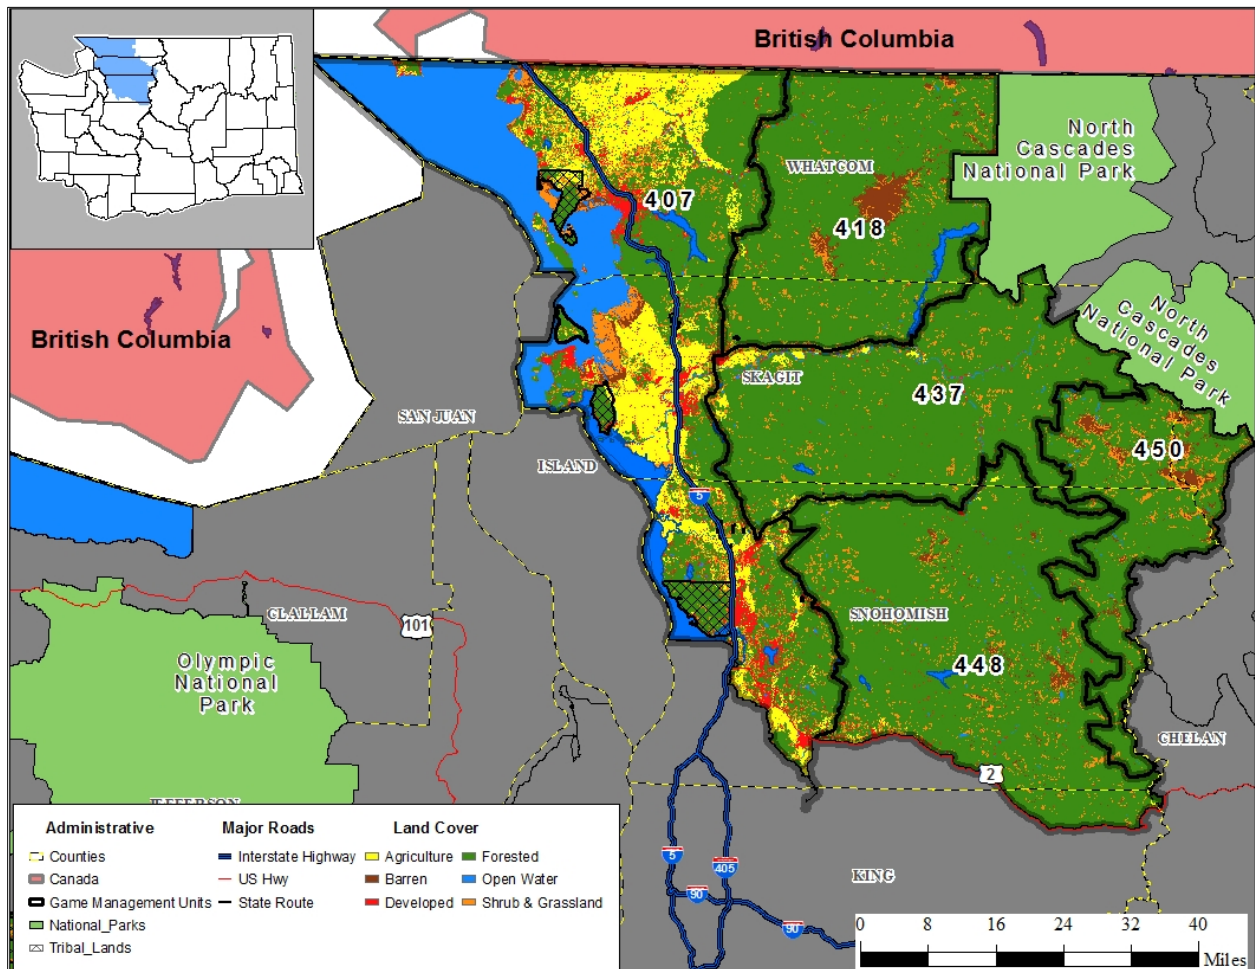 British Columbia
North
Cascades
National Park
WHATCOM
407
418
North
Cascades
National Park
British Columbia
SKAGIT
437
SAN JUAN
450
ISLAND
5
CLALLAM
101
SNOHOMISH
Olympic
National
Park
448
CHELAN
2
JEFFERSON
Administrative
Counties
Canada
Game Management Units
National_Parks
Tribal_Lands
Major Roads
Interstate Highway
US Hwy
State Route
Land Cover
Agriculture
Barren
Developed
Forested
Open Water
Shrub & Grassland
5
405
90
90
KING
0 8 16 24 32 40
Miles